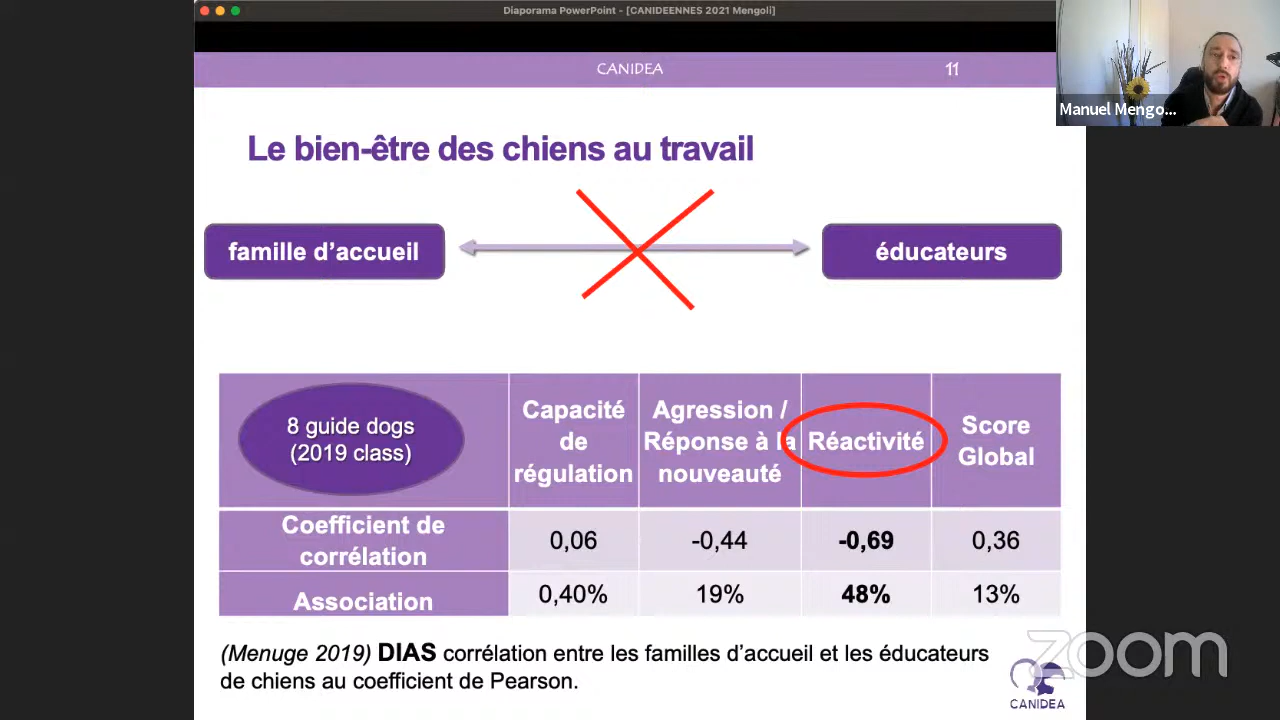 Diaporama PowerPoint - [CANIDEENNES 2021 Mengoli]
CANIDEA
11
Manuel Mengo...
Le bien-être des chiens au travail
famille d'accueil
éducateurs
8 guide dogs
(2019 class)
Capacité
de
régulation
Agression /
Réponse à la
nouveauté
Réactivité
Score
Global
Coefficient de
corrélation
0,06
-0,44
-0,69
0,36
Association
0,40%
19%
48%
13%
(Menuge 2019) DIAS corrélation entre les familles d'accueil et les éducateurs
de chiens au coefficient de Pearson.
zoom
CANIDEA